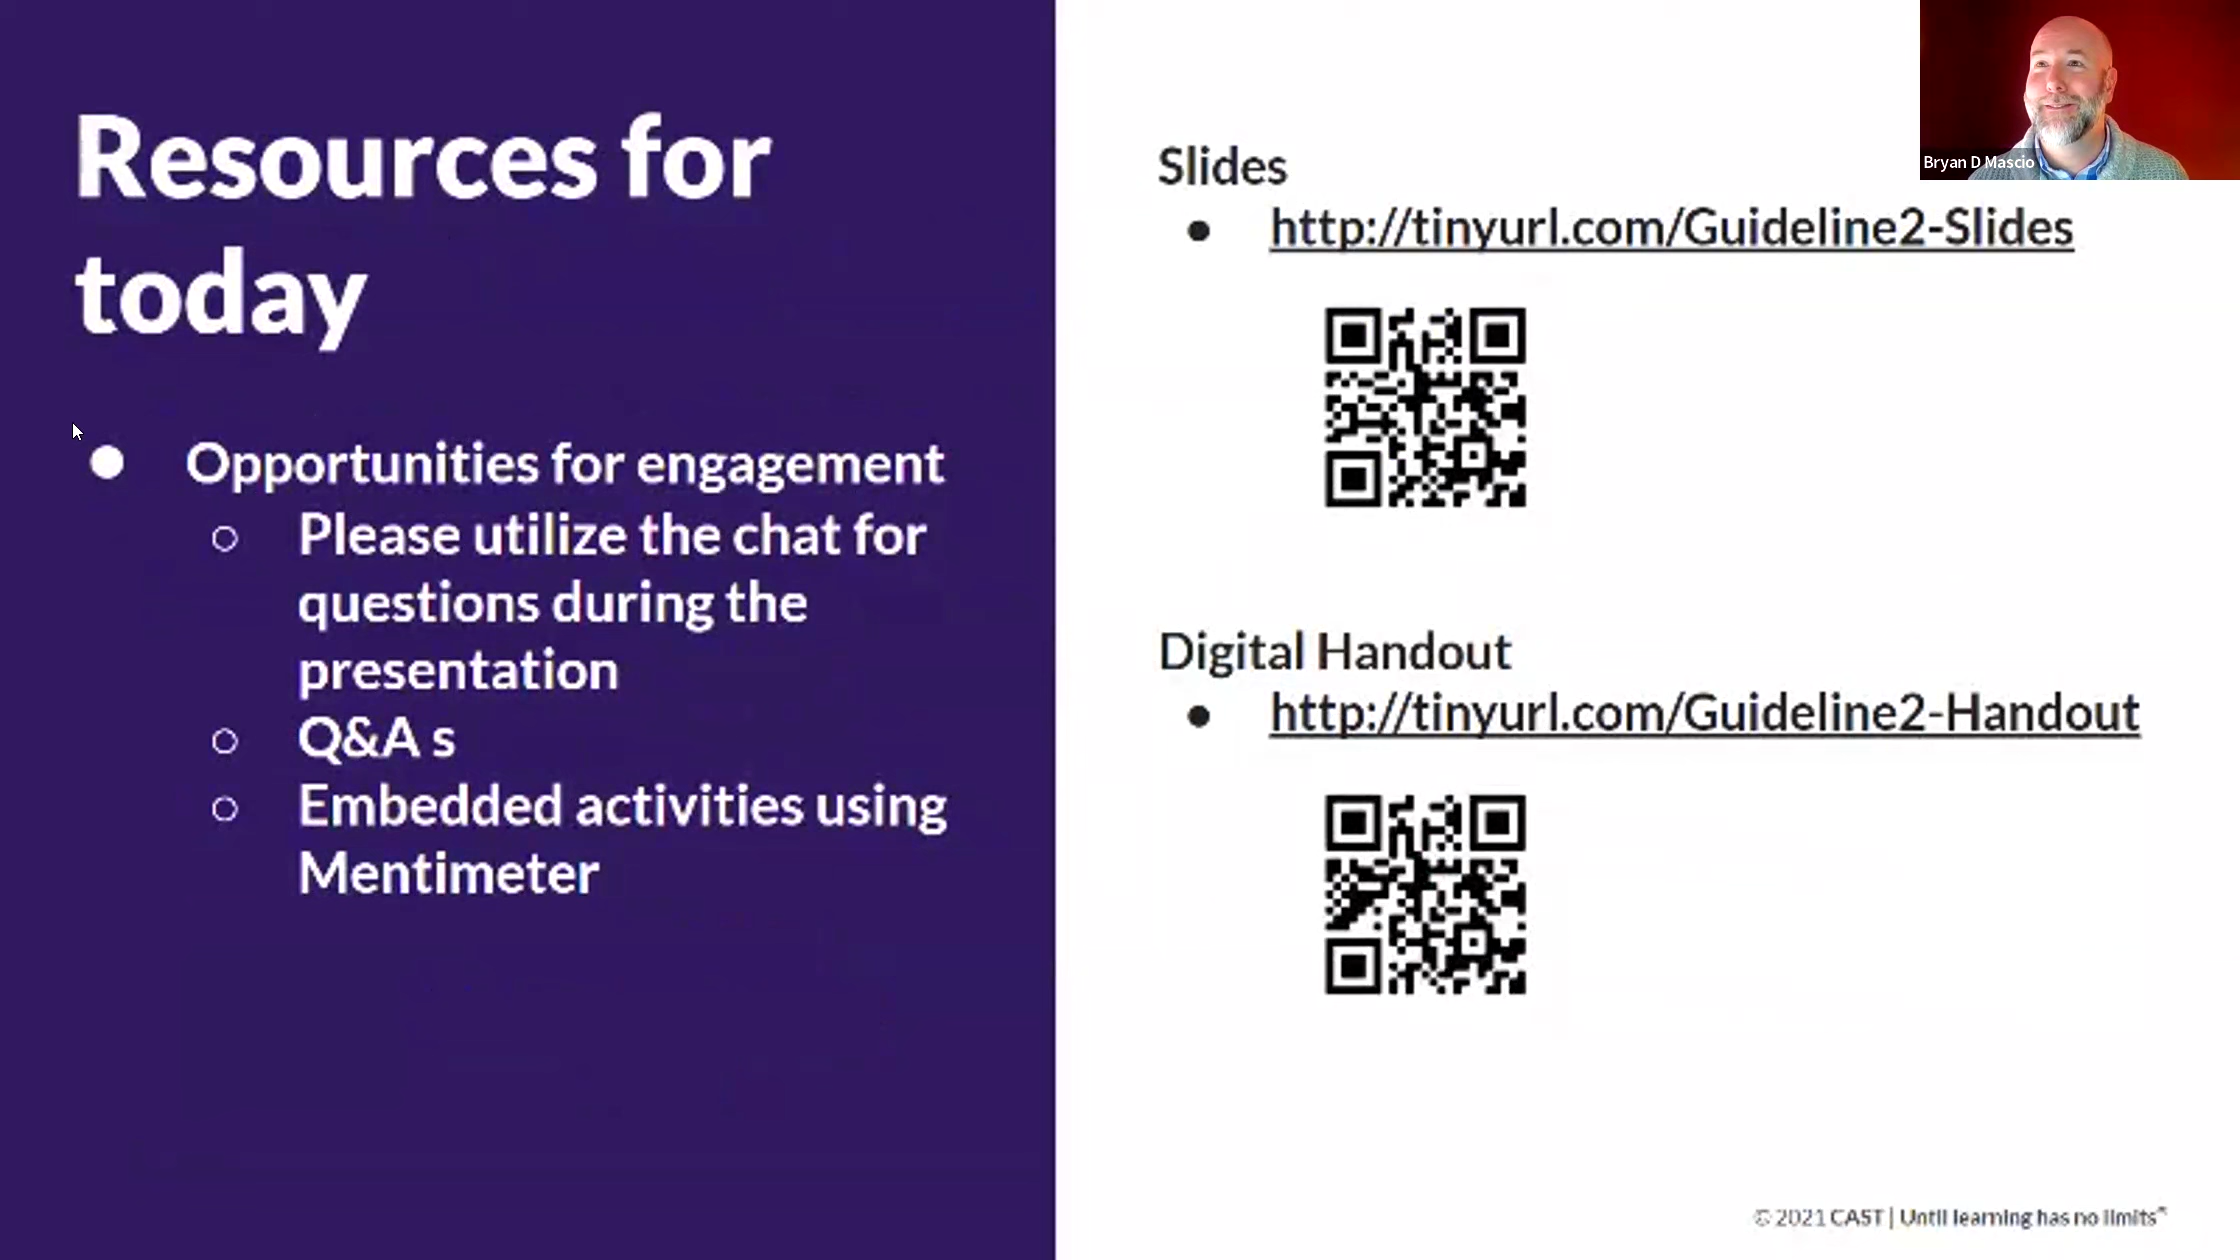 Resources for
today
● Opportunities for engagement
○ Please utilize the chat for
questions during the
presentation
○ Q&A s
○ Embedded activities using
Mentimeter
Slides
● http://tinyurl.com/Guideline2-Slides
Digital Handout
● http://tinyurl.com/Guideline2-Handout
Bryan D Mascio
© 2021 CAST | Until learning has no limits®